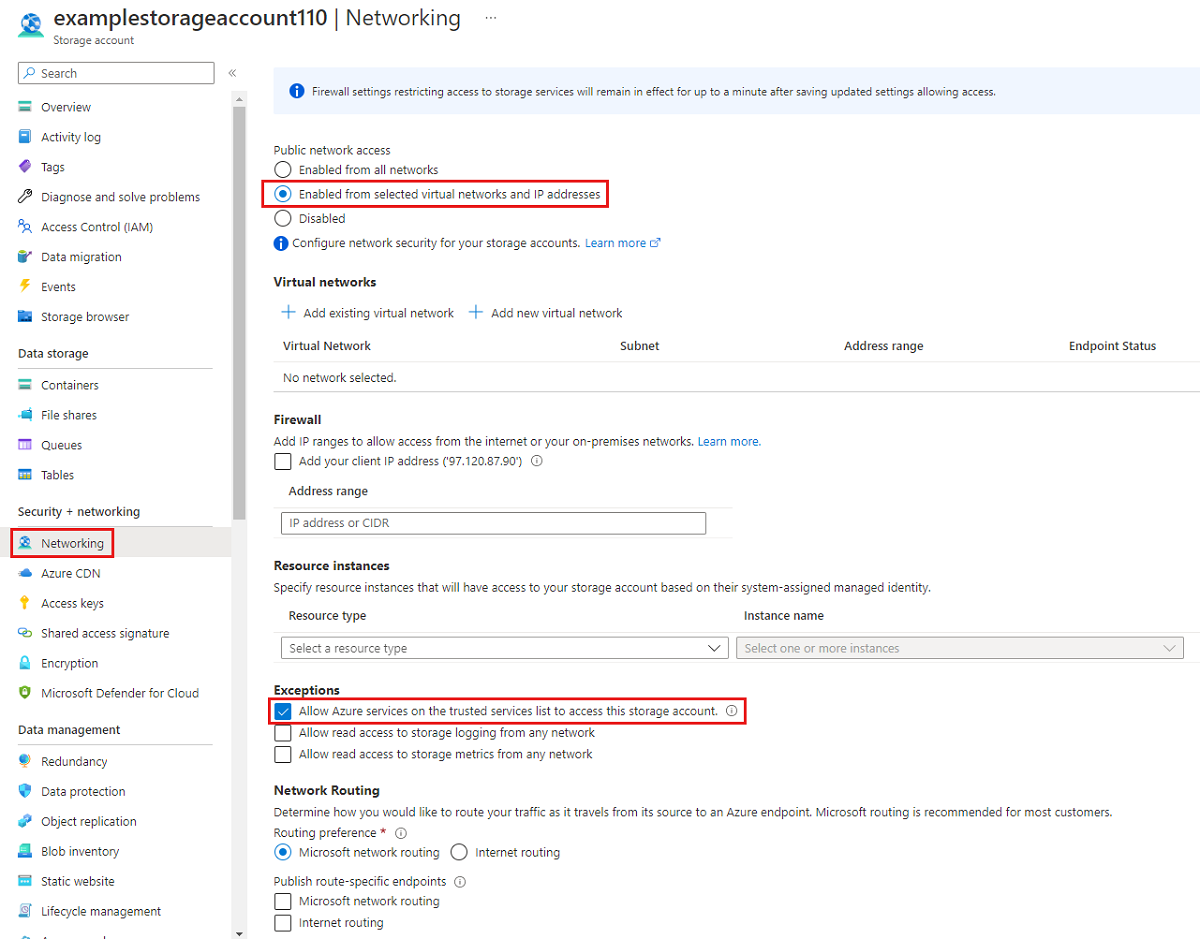 examplestorageaccount110 | Networking ...
Storage account
Search
«
Overview
Activity log
Tags
Diagnose and solve problems
Access Control (IAM)
Data migration
Events
Storage browser
Data storage
Containers
File shares
Queues
Tables
Security + networking
Networking
Azure CDN
Access keys
Shared access signature
Encryption
Microsoft Defender for Cloud
Data management
Redundancy
Data protection
Object replication
Blob inventory
Static website
Lifecycle management
Firewall settings restricting access to storage services will remain in effect for up to a minute after saving updated settings allowing access.
Public network access
Enabled from all networks
Enabled from selected virtual networks and IP addresses
Disabled
Configure network security for your storage accounts. Learn more
Virtual networks
Add existing virtual network Add new virtual network
Virtual Network Subnet Address range Endpoint Status
No network selected.
Firewall
Add IP ranges to allow access from the internet or your on-premises networks. Learn more.
Add your client IP address ('97.120.87.90')
Address range
IP address or CIDR
Resource instances
Specify resource instances that will have access to your storage account based on their system-assigned managed identity.
Resource type Instance name
Select a resource type Select one or more instances
Exceptions
Allow Azure services on the trusted services list to access this storage account.
Allow read access to storage logging from any network
Allow read access to storage metrics from any network
Network Routing
Determine how you would like to route your traffic as it travels from its source to an Azure endpoint. Microsoft routing is recommended for most customers.
Routing preference *
Microsoft network routing Internet routing
Publish route-specific endpoints
Microsoft network routing
Internet routing